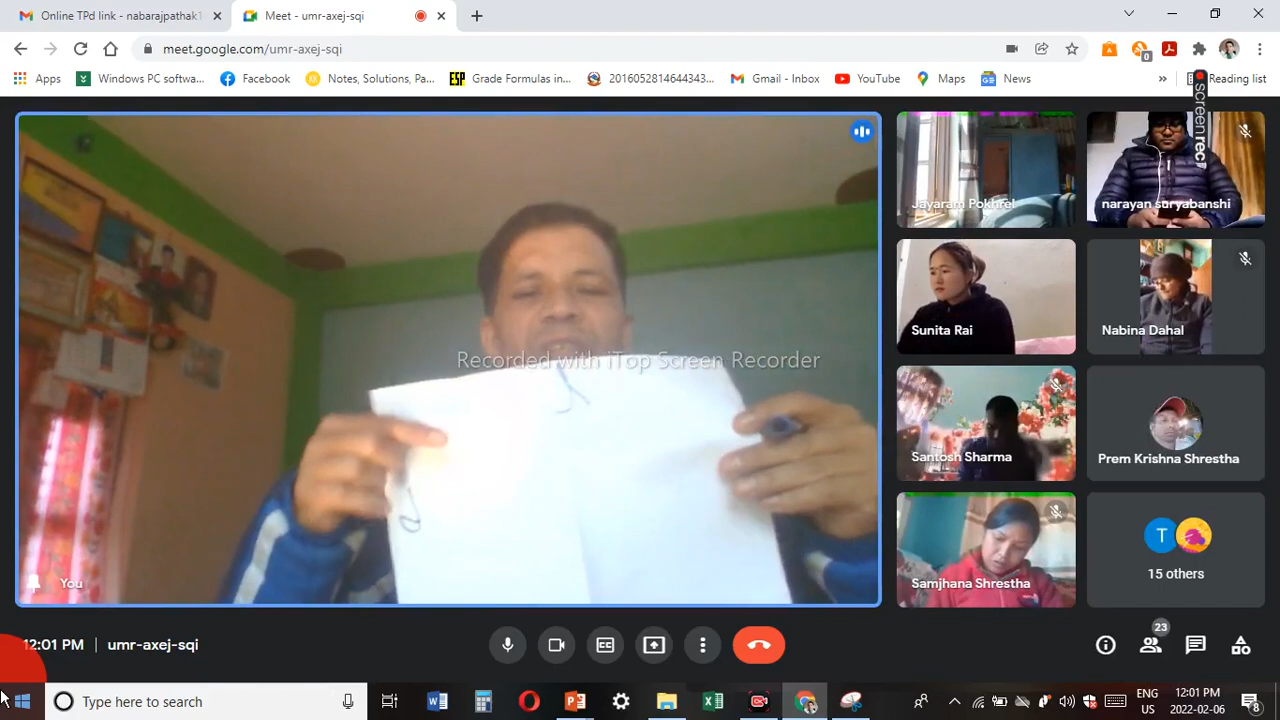 Online TPd link - nabarajpathak1
Meet - umr-axej-sqi
meet.google.com/umr-axej-sqi
0
Apps
Windows PC softwa...
Facebook
Notes, Solutions, Pa...
ESP
Grade Formulas in...
2016052814644343...
Gmail - Inbox
YouTube
Maps
News
»
Reading list
screenrec
Jayaram Pokhrel
narayan suryabanshi
Sunita Rai
Nabina Dahal
Recorded with iTop Screen Recorder
Santosh Sharma
Prem Krishna Shrestha
T
15 others
Samjhana Shrestha
You
12:01 PM | umr-axej-sqi
23
Type here to search
ENG
US
12:01 PM
2022-02-06
8